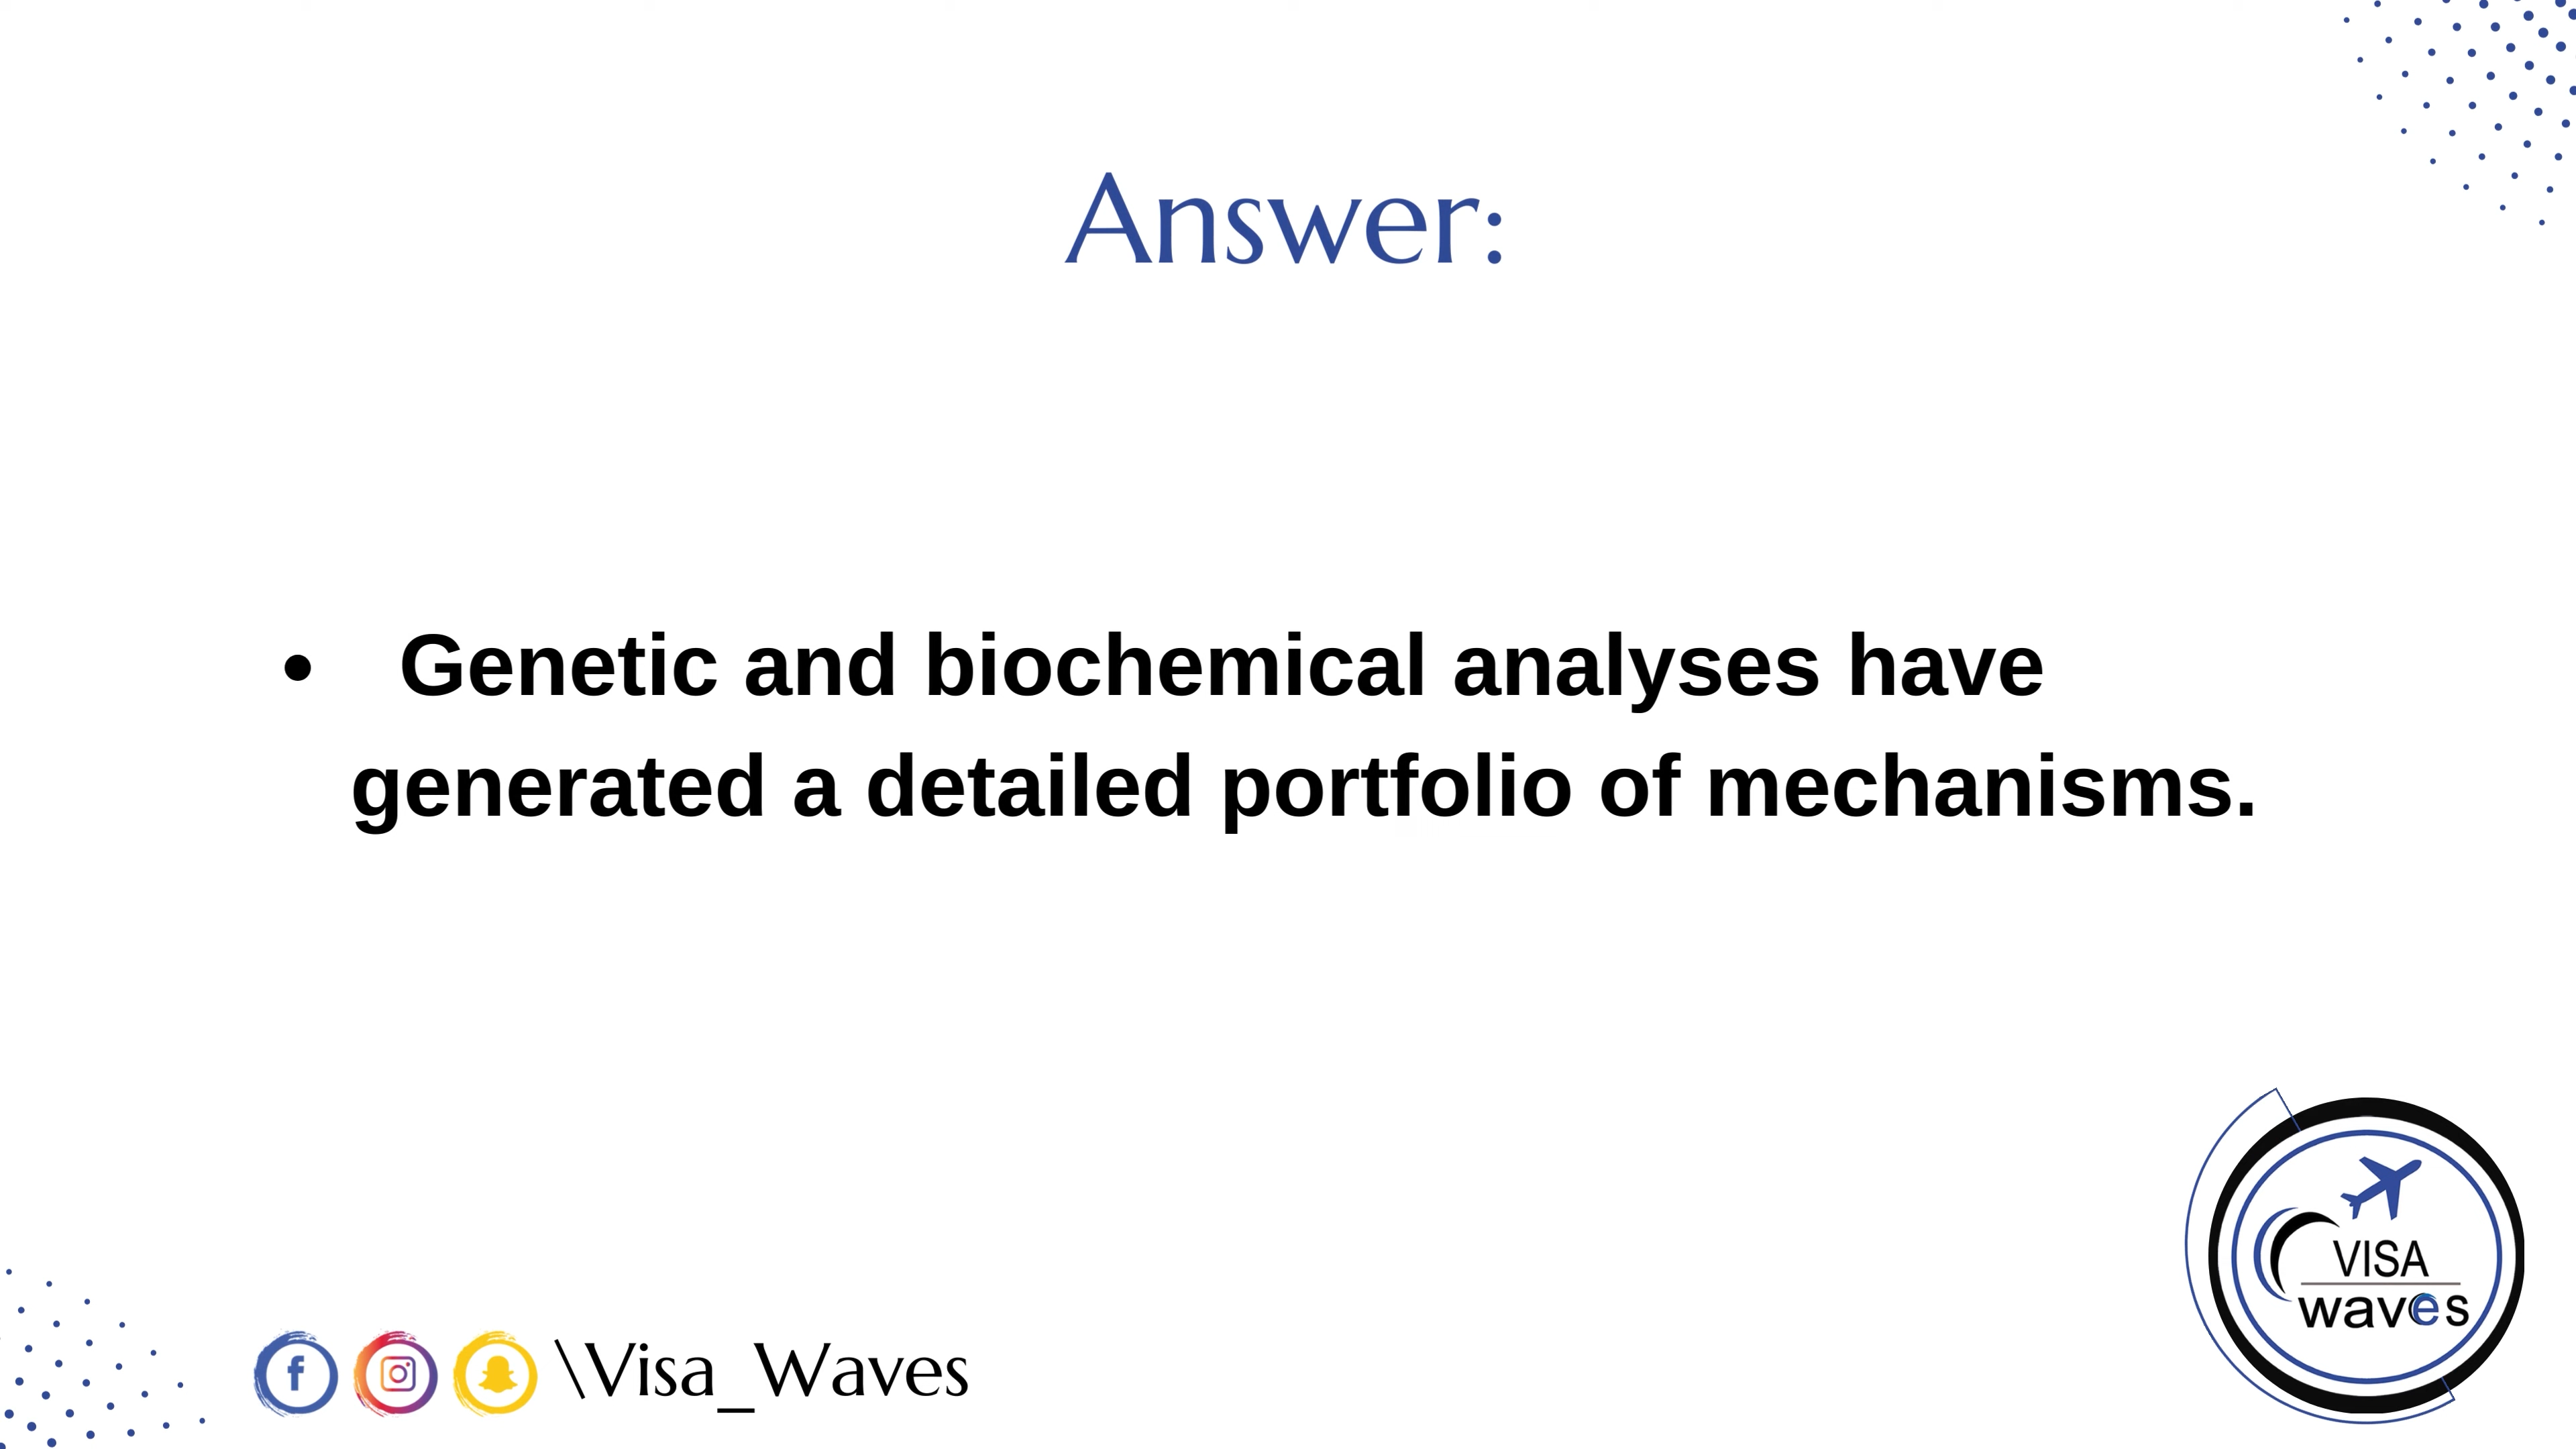 Answer:
• Genetic and biochemical analyses have
generated a detailed portfolio of mechanisms.
VISA
waves
\Visa_Waves